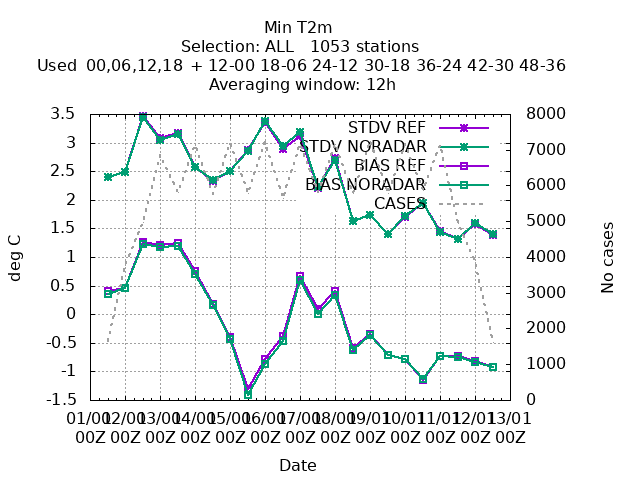 Min T2m
Selection: ALL   1053 stations
Used  00,06,12,18  + 12-00 18-06 24-12 30-18 36-24 42-30 48-36
Averaging window: 12h
3.5
3
2.5
2
1.5
1
0.5
0
-0.5
-1
-1.5
deg C
8000
7000
6000
5000
4000
3000
2000
1000
0
No cases
STDV REF
STDV NORADAR
BIAS REF
BIAS NORADAR
CASES
01/01 12/01 13/01 14/01 15/01 16/01 17/01 18/01 19/01 10/01 11/01 12/01 13/01
00Z 00Z 00Z 00Z 00Z 00Z 00Z 00Z 00Z 00Z 00Z 00Z 00Z
Date